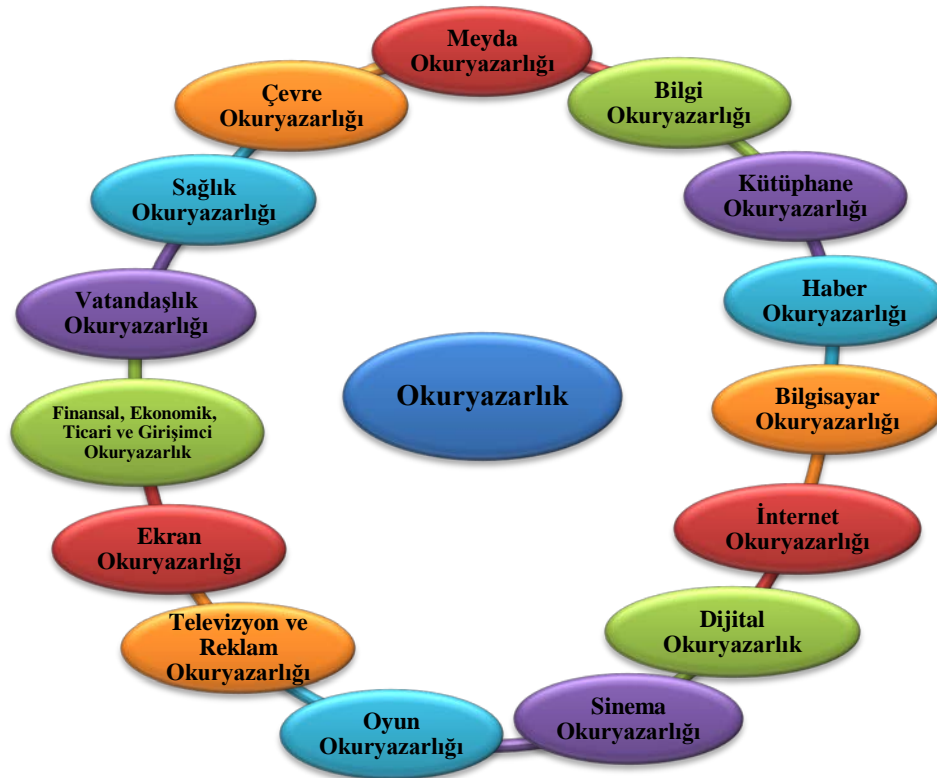 Meyda
Okuryazarlığı
Bilgi
Okuryazarlığı
Kütüphane
Okuryazarlığı
Haber
Okuryazarlığı
Bilgisayar
Okuryazarlığı
İnternet
Okuryazarlığı
Dijital
Okuryazarlık
Sinema
Okuryazarlığı
Oyun
Okuryazarlığı
Televizyon ve
Reklam
Okuryazarlığı
Ekran
Okuryazarlığı
Finansal, Ekonomik,
Ticari ve Girişimci
Okuryazarlık
Vatandaşlık
Okuryazarlığı
Sağlık
Okuryazarlığı
Çevre
Okuryazarlığı
Okuryazarlık